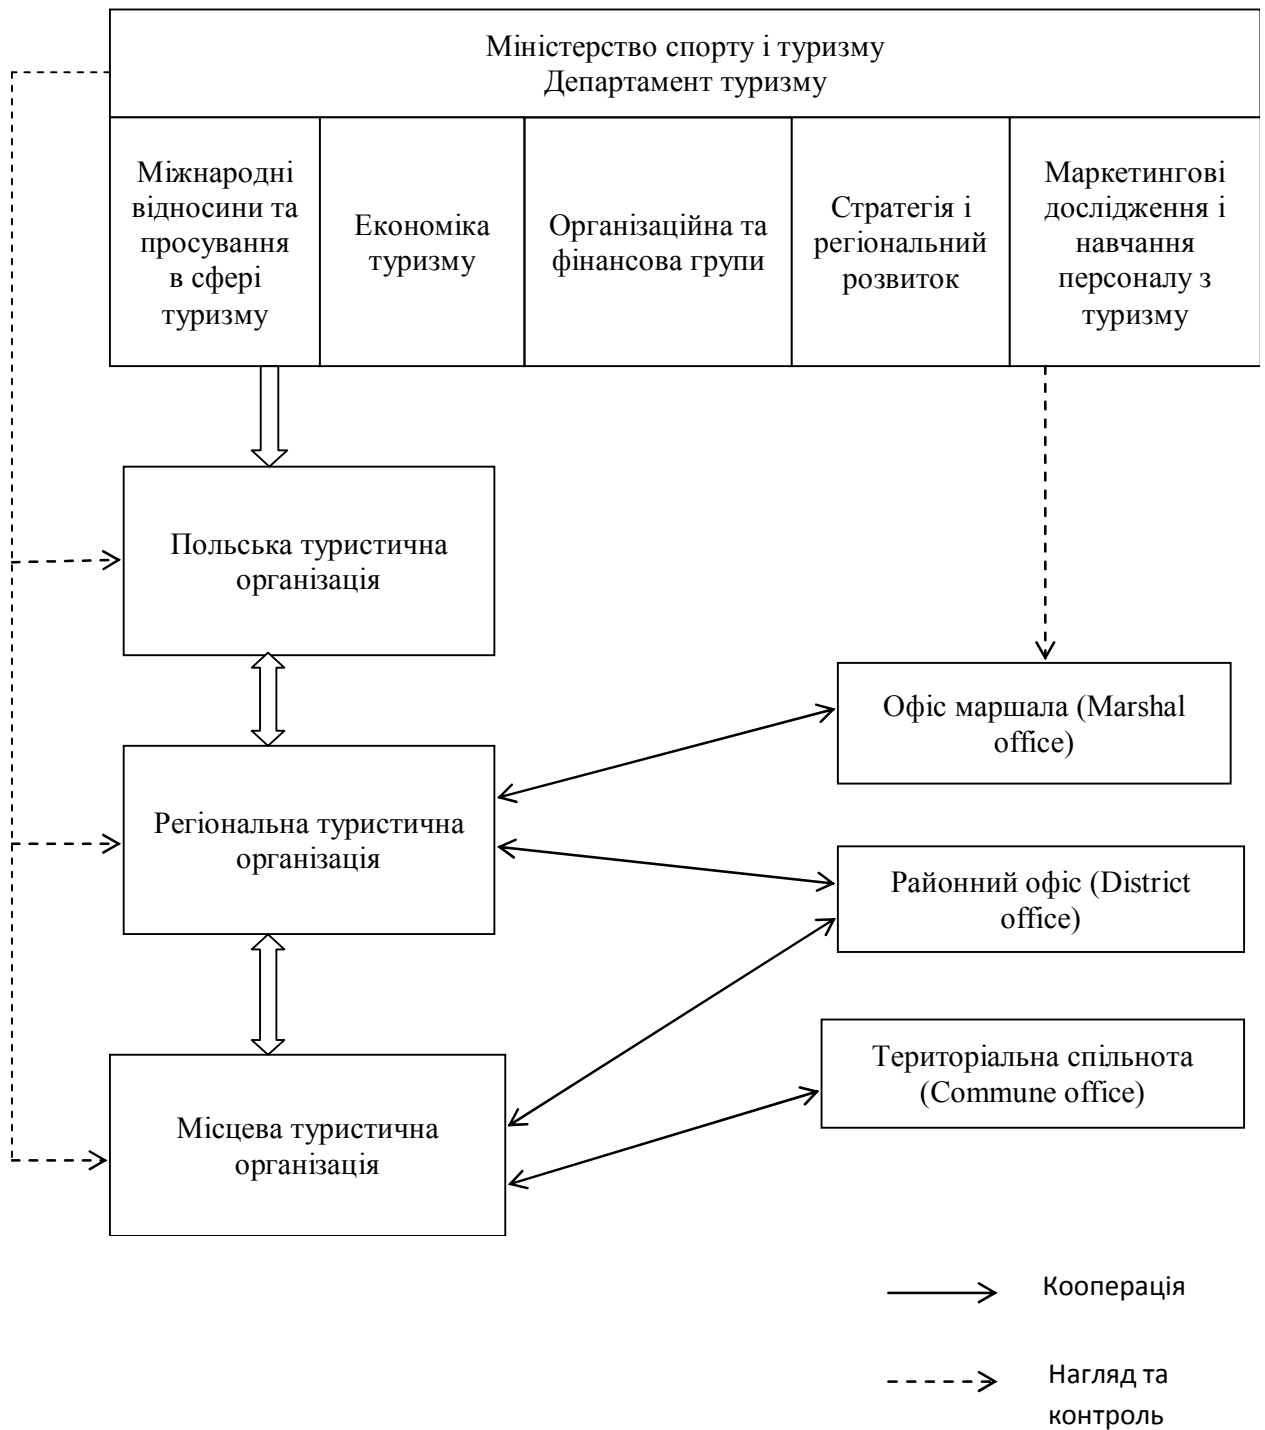 Міністерство спорту і туризму
Департамент туризму
Міжнародні
відносини та
просування
в сфері
туризму
Економіка
туризму
Організаційна та
фінансова групи
Стратегія і
регіональний
розвиток
Маркетингові
дослідження і
навчання
персоналу з
туризму
Польська туристична
організація
Офіс маршала (Marshal
office)
Регіональна туристична
організація
Районний офіс (District
office)
Територіальна спільнота
(Commune office)
Місцева туристична
організація
Кооперація
Нагляд та
контроль